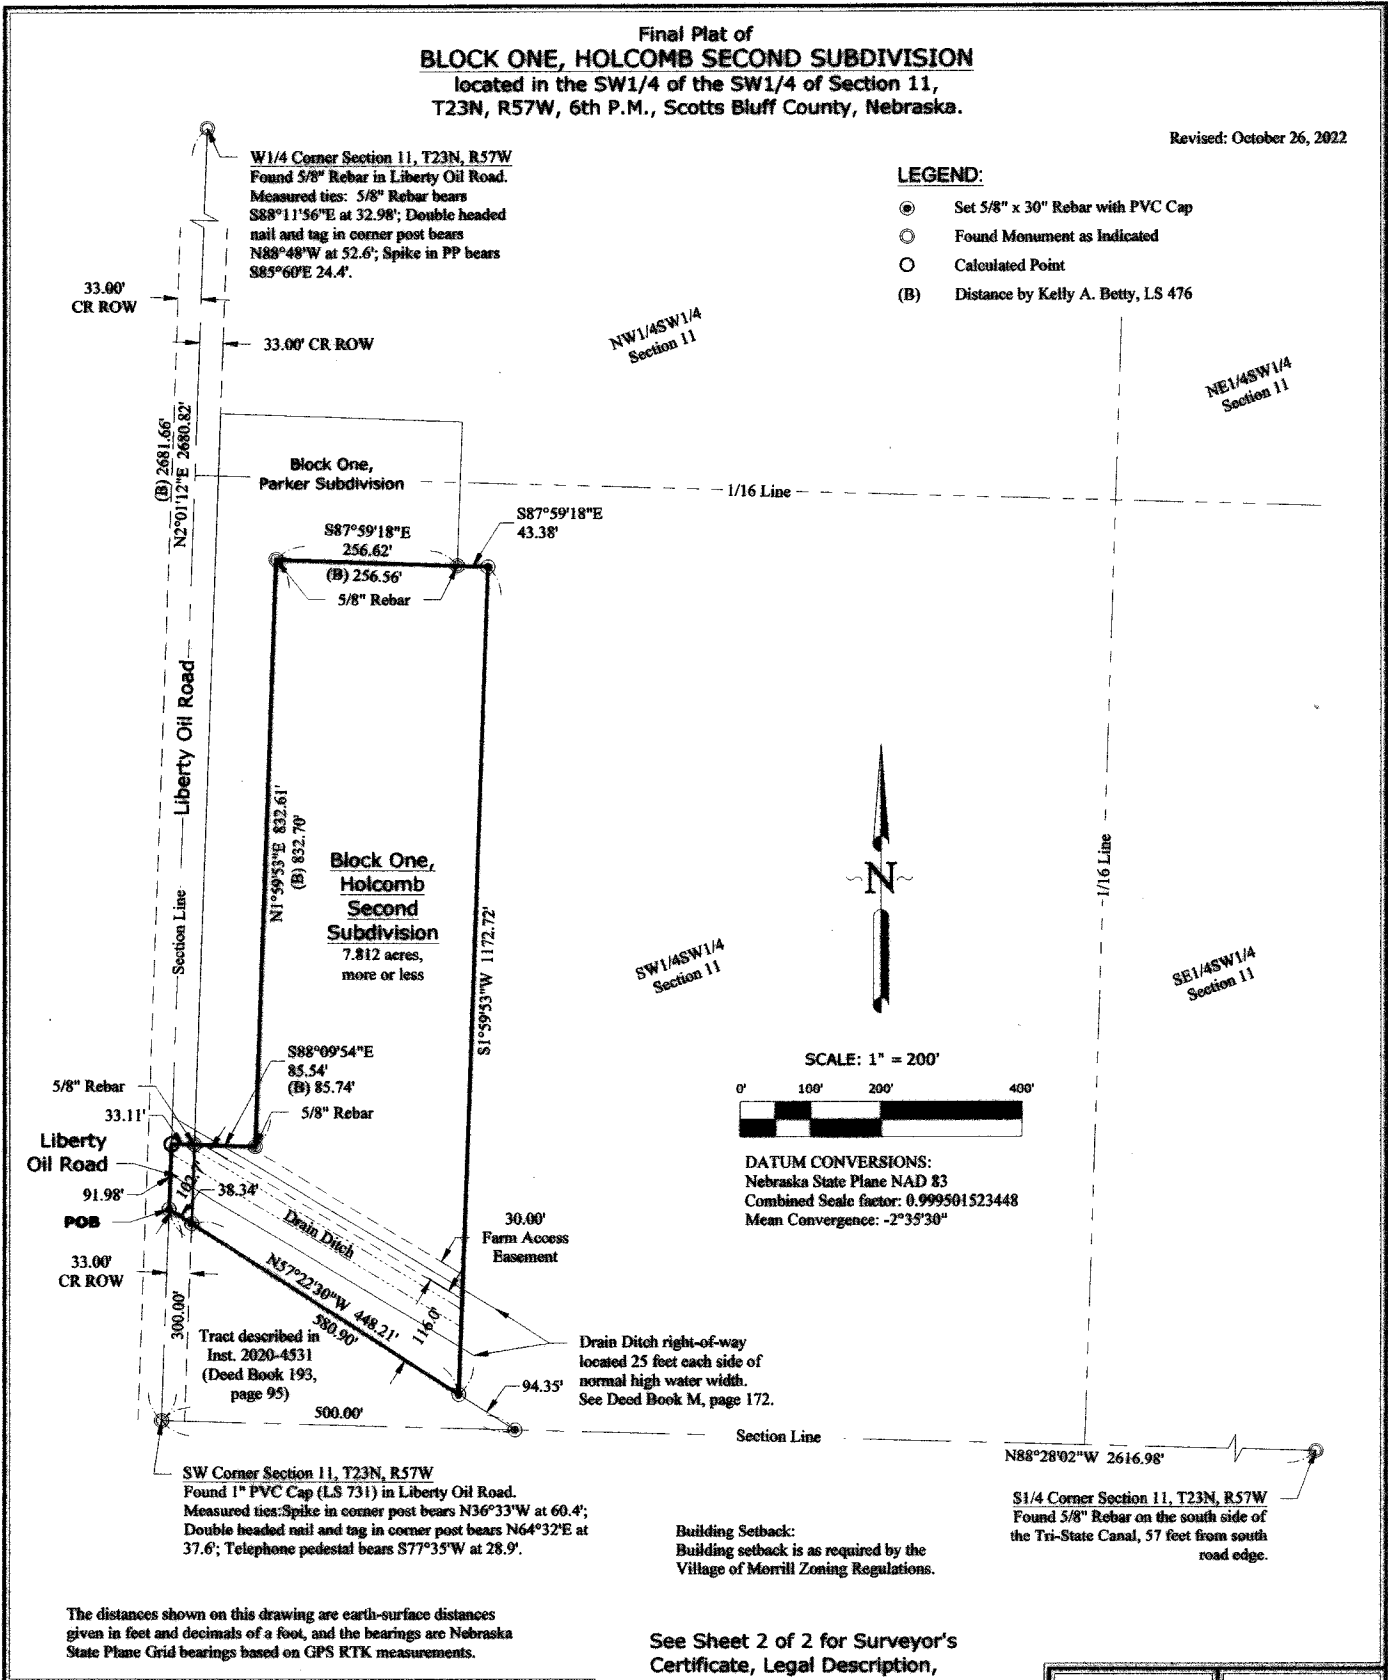 Final Plat of
BLOCK ONE, HOLCOMB SECOND SUBDIVISION
located in the SW1/4 of the SW1/4 of Section 11,
T23N, R57W, 6th P.M., Scotts Bluff County, Nebraska.
Revised: October 26, 2022
W1/4 Corner Section 11, T23N, R57W
Found 5/8" Rebar in Liberty Oil Road.
Measured ties: 5/8" Rebar bears
S88°11'56"E at 32.98'; Double headed
nail and tag in corner post bears
N88°48'W at 52.6'; Spike in PP bears
S85°60'E 24.4'.
LEGEND:
Set 5/8" x 30" Rebar with PVC Cap
Found Monument as Indicated
Calculated Point
(B) Distance by Kelly A. Betty, LS 476
33.00'
CR ROW
33.00' CR ROW
NW1/4SW1/4
Section 11
NE1/4SW1/4
Section 11
(B) 2681.66'
N2°01'12"E 2680.82'
Block One,
Parker Subdivision
1/16 Line
S87°59'18"E
43.38'
S87°59'18"E
256.62'
(B) 256.56'
5/8" Rebar
Liberty Oil Road
Section Line
N1°59'53"E 832.61'
(B) 832.70'
Block One,
Holcomb
Second
Subdivision
7.812 acres,
more or less
S1°59'53"W 1172.72'
N
1/16 Line
SW1/4SW1/4
Section 11
SE1/4SW1/4
Section 11
S88°09'54"E
85.54'
(B) 85.74'
5/8" Rebar
5/8" Rebar
33.11'
Liberty
Oil Road
91.98'
38.34'
POB
33.00'
CR ROW
300.00'
SCALE: 1" = 200'
0' 100' 200' 400'
DATUM CONVERSIONS:
Nebraska State Plane NAD 83
Combined Scale factor: 0.999501523448
Mean Convergence: -2°35'30"
Drain Ditch
30.00'
Farm Access
Easement
N57°22'30"W 448.21'
580.90'
116.0'
Tract described in
Inst. 2020-4531
(Deed Book 193,
page 95)
Drain Ditch right-of-way
located 25 feet each side of
normal high water width.
See Deed Book M, page 172.
94.35'
500.00'
Section Line
N88°28'02"W 2616.98'
SW Corner Section 11, T23N, R57W
Found 1" PVC Cap (LS 731) in Liberty Oil Road.
Measured ties:Spike in corner post bears N36°33'W at 60.4';
Double headed nail and tag in corner post bears N64°32'E at
37.6'; Telephone pedestal bears S77°35'W at 28.9'.
S1/4 Corner Section 11, T23N, R57W
Found 5/8" Rebar on the south side of
the Tri-State Canal, 57 feet from south
road edge.
Building Setback:
Building setback is as required by the
Village of Morrill Zoning Regulations.
The distances shown on this drawing are earth-surface distances
given in feet and decimals of a foot, and the bearings are Nebraska
State Plane Grid bearings based on GPS RTK measurements.
See Sheet 2 of 2 for Surveyor's
Certificate, Legal Description,